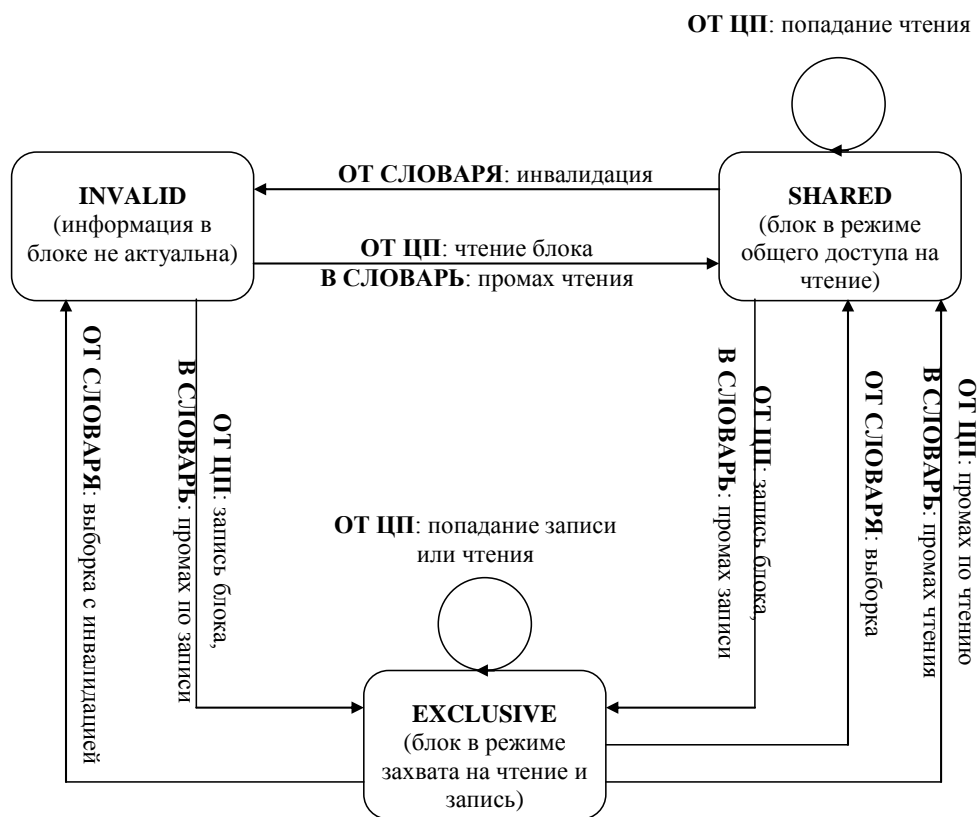 ОТ ЦП: попадание чтения
INVALID
(информация в
блоке не актуальна)
ОТ СЛОВАРЯ: инвалидация
ОТ ЦП: чтение блока
В СЛОВАРЬ: промах чтения
SHARED
(блок в режиме
общего доступа на
чтение)
ОТ СЛОВАРЯ: выборка с инвалидацией
ОТ ЦП: запись блока,
В СЛОВАРЬ: промах по записи
ОТ ЦП: попадание записи
или чтения
ОТ ЦП: запись блока,
В СЛОВАРЬ: промах записи
ОТ СЛОВАРЯ: выборка
ОТ ЦП: промах по чтению
В СЛОВАРЬ: промах чтения
EXCLUSIVE
(блок в режиме
захвата на чтение и
запись)